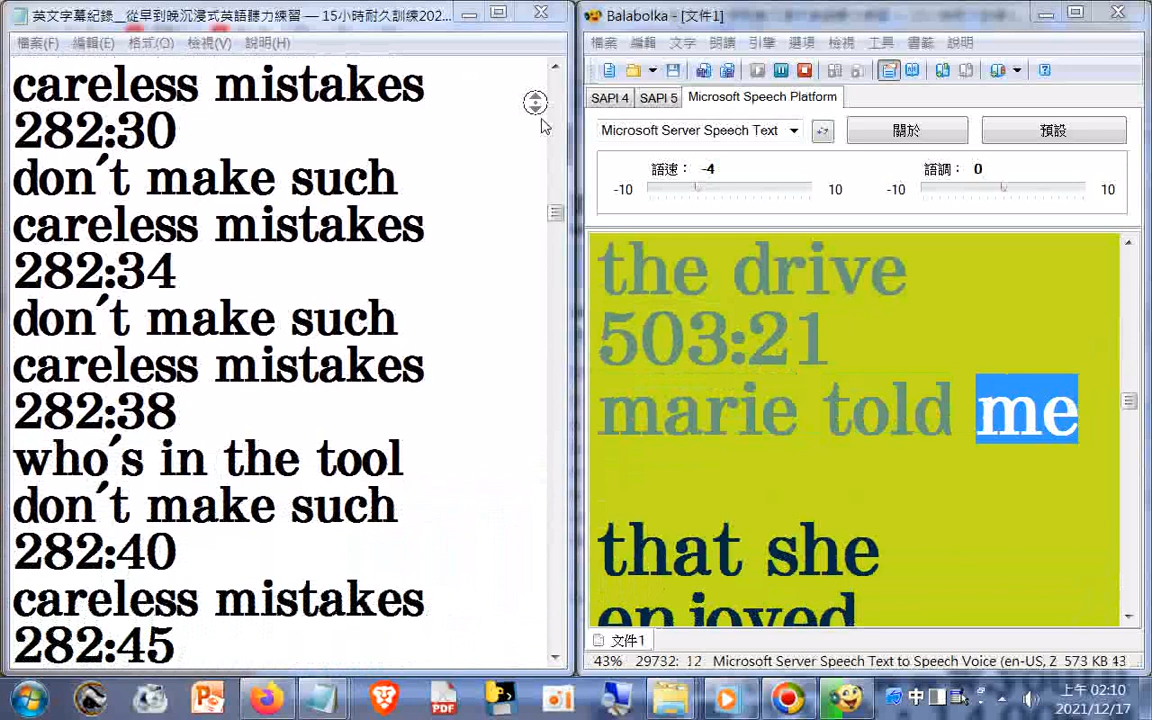 英文字幕紀錄__從早到晚沉浸式英語聽力練習 — 15小時耐久訓練202...
檔案(F) 編輯(E) 格式(O) 檢視(V) 說明(H)
careless mistakes
282:30
don't make such
careless mistakes
282:34
don't make such
careless mistakes
282:38
who's in the tool
don't make such
282:40
careless mistakes
282:45
Balabolka - [文件1]
檔案 編輯 文字 朗讀 引擎 選項 檢視 工具 書籤 說明
SAPI 4 SAPI 5 Microsoft Speech Platform
Microsoft Server Speech Text 關於 預設
語速： -4 語調： 0
-10 10 -10 10
the drive
503:21
marie told me
that she
enjoyed
文件1
43% 29732: 12 Microsoft Server Speech Text to Speech Voice (en-US, Z 573 KB 43
PDF
中
上午 02:10
2021/12/17